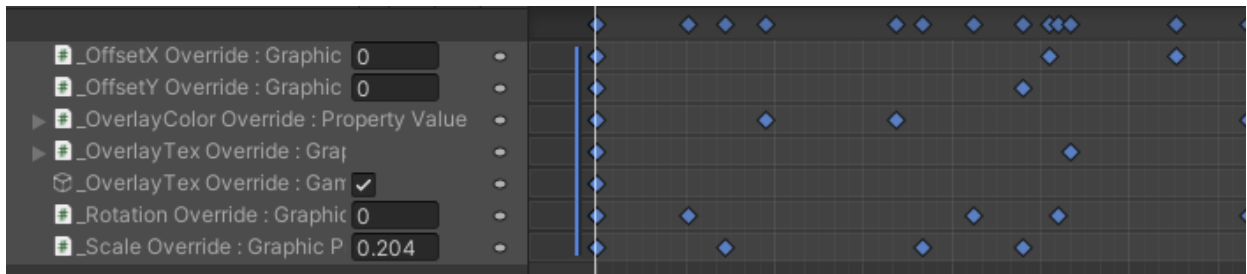 _OffsetX Override : Graphic 0
_OffsetY Override : Graphic 0
_OverlayColor Override : Property Value
_OverlayTex Override : Grap
_OverlayTex Override : Gam
_Rotation Override : Graphic 0
_Scale Override : Graphic P 0.204